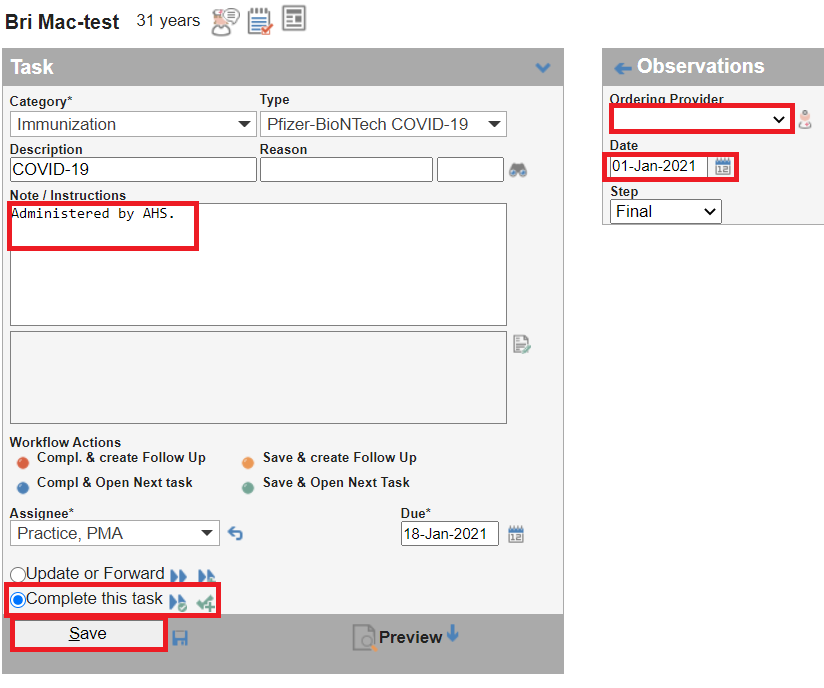 Bri Mac-test 31 years
Task
Category* Type
Immunization Pfizer-BioNTech COVID-19
Description Reason
COVID-19
Note / Instructions
Administered by AHS.
Workflow Actions
Compl. & create Follow Up Save & create Follow Up
Compl & Open Next task Save & Open Next Task
Assignee* Due*
Practice, PMA 18-Jan-2021
Update or Forward
Complete this task
Save Preview
Observations
Ordering Provider
Date
01-Jan-2021
Step
Final